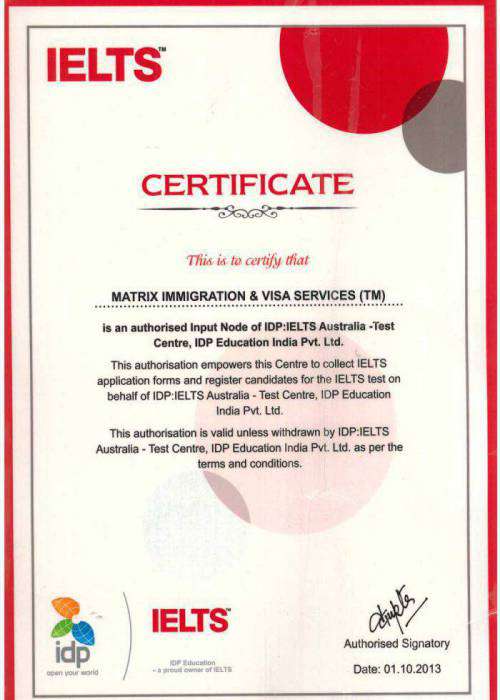 IELTS™
CERTIFICATE
This is to certify that
MATRIX IMMIGRATION & VISA SERVICES (TM)
is an authorised Input Node of IDP:IELTS Australia -Test
Centre, IDP Education India Pvt. Ltd.
This authorisation empowers this Centre to collect IELTS
application forms and register candidates for the IELTS test on
behalf of IDP:IELTS Australia - Test Centre, IDP Education
India Pvt. Ltd.
This authorisation is valid unless withdrawn by IDP:IELTS
Australia - Test Centre, IDP Education India Pvt. Ltd. as per the
terms and conditions.
idp
open your world
IELTS™
IDP Education
- a proud owner of IELTS
Authorised Signatory
Date: 01.10.2013